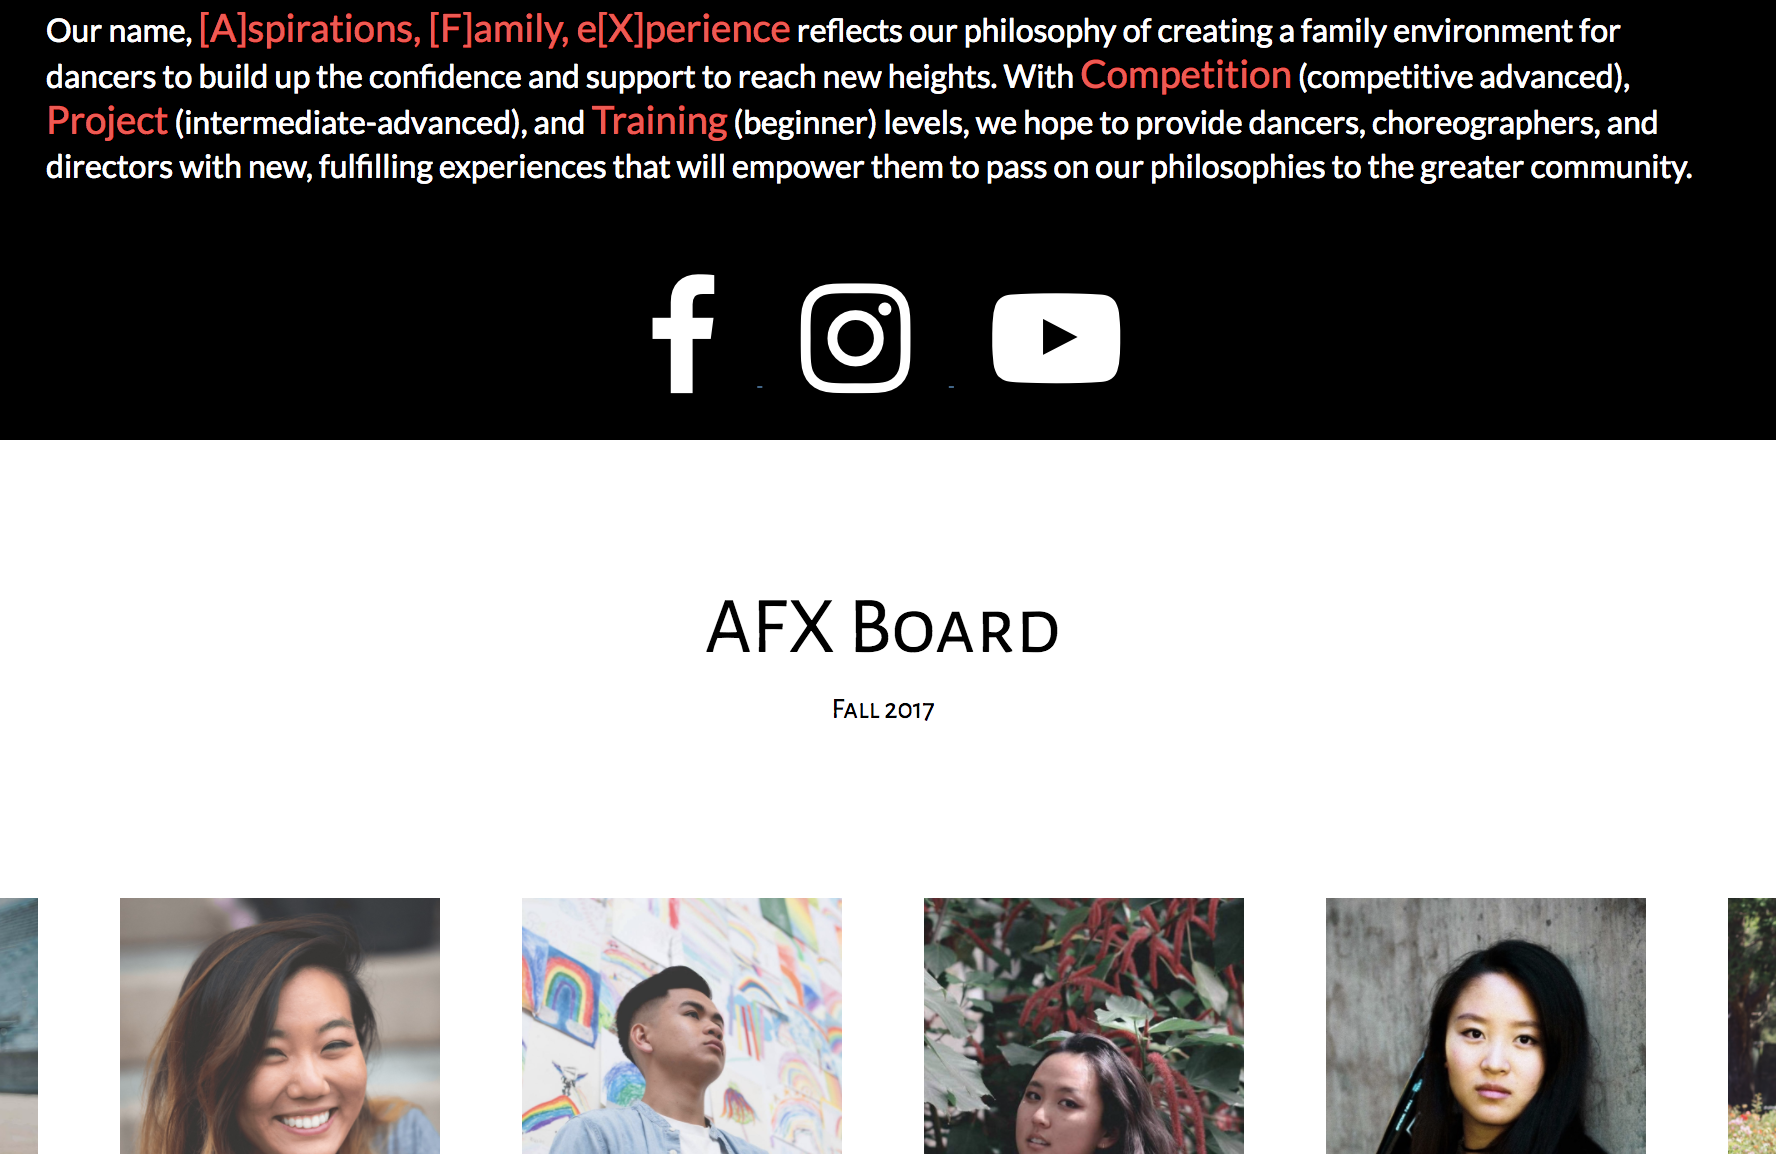 Our name, [A]spirations, [F]amily, e[X]perience reflects our philosophy of creating a family environment for
dancers to build up the confidence and support to reach new heights. With Competition (competitive advanced),
Project (intermediate-advanced), and Training (beginner) levels, we hope to provide dancers, choreographers, and
directors with new, fulfilling experiences that will empower them to pass on our philosophies to the greater community.
AFX Board
Fall 2017